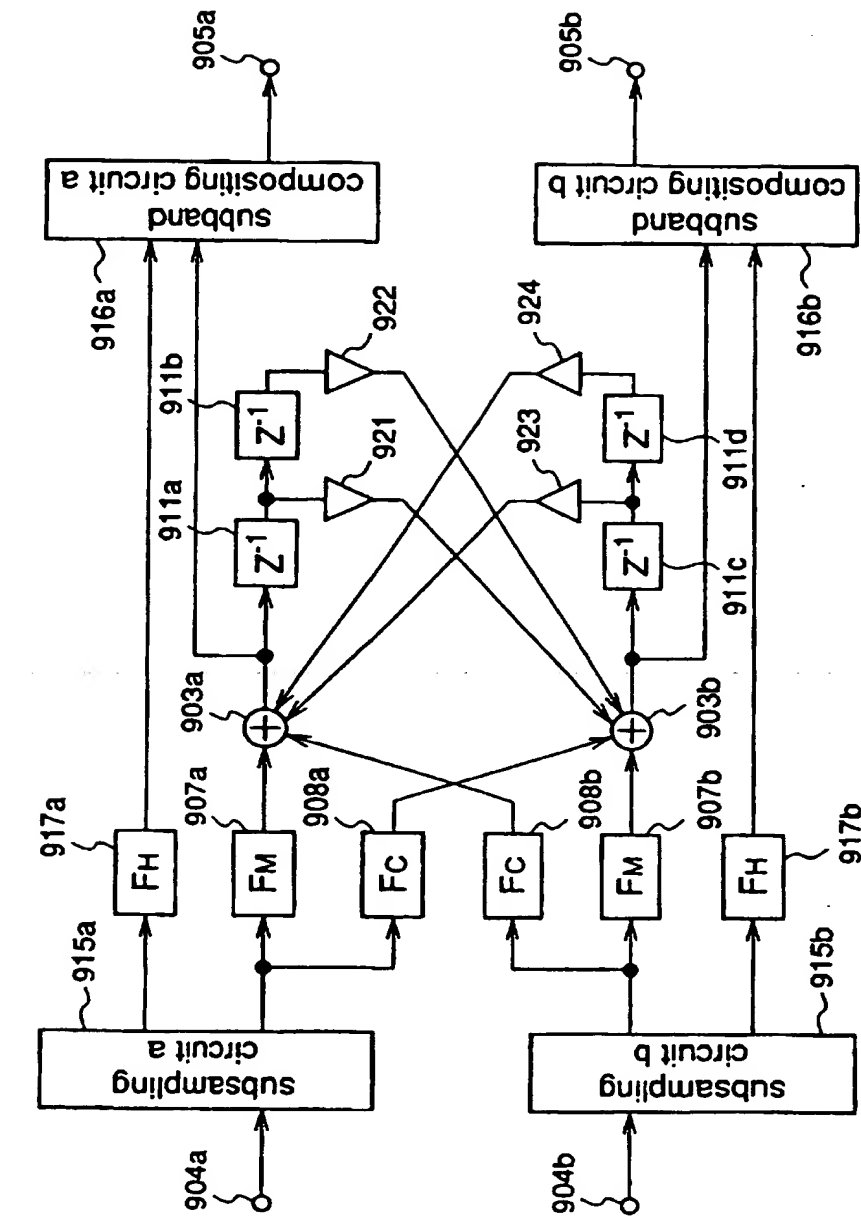 904a
subsampling
circuit a
915a
917a
FH
907a
FM
908a
FC
903a
+
911a
Z-1
911b
Z-1
921
922
916a
subband
compositing circuit a
905a
904b
subsampling
circuit b
915b
908b
FC
907b
FM
917b
FH
903b
+
911c
Z-1
911d
Z-1
923
924
916b
subband
compositing circuit b
905b